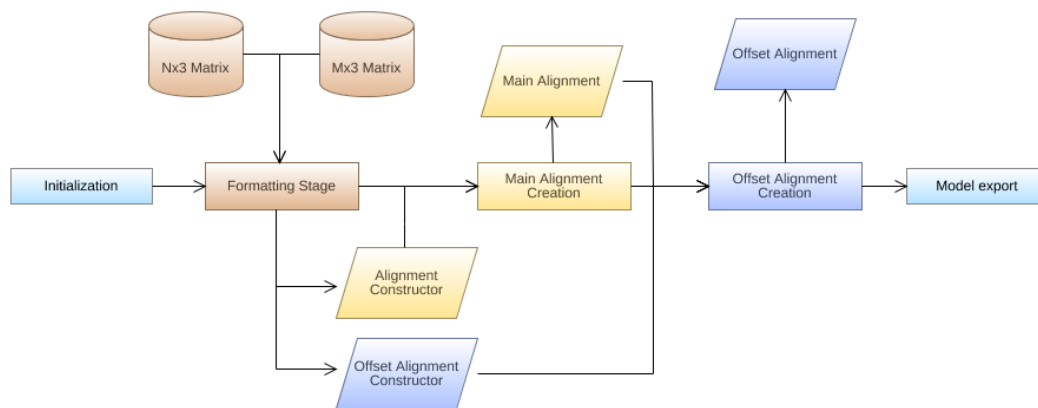 Nx3 Matrix
Mx3 Matrix
Main Alignment
Offset Alignment
Initialization
Formatting Stage
Main Alignment
Creation
Offset Alignment
Creation
Model export
Alignment
Constructor
Offset Alignment
Constructor